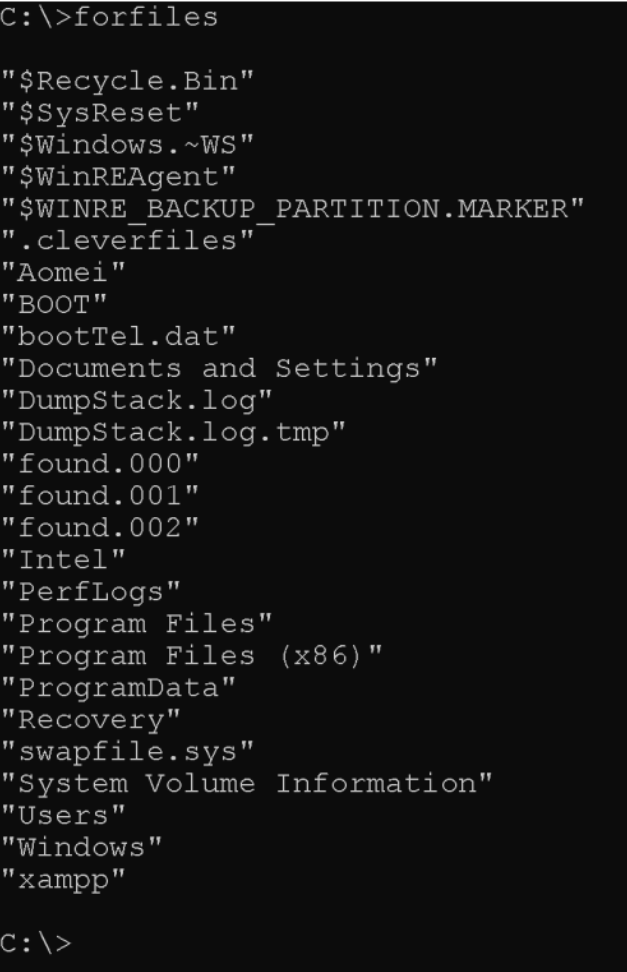 C:\>forfiles
"$Recycle.Bin"
"$SysReset"
"$Windows.~WS"
"$WinREAgent"
"$WINRE_BACKUP_PARTITION.MARKER"
".cleverfiles"
"Aomei"
"BOOT"
"bootTel.dat"
"Documents and Settings"
"DumpStack.log"
"DumpStack.log.tmp"
"found.000"
"found.001"
"found.002"
"Intel"
"PerfLogs"
"Program Files"
"Program Files (x86)"
"ProgramData"
"Recovery"
"swapfile.sys"
"System Volume Information"
"Users"
"Windows"
"xampp"
C:\>